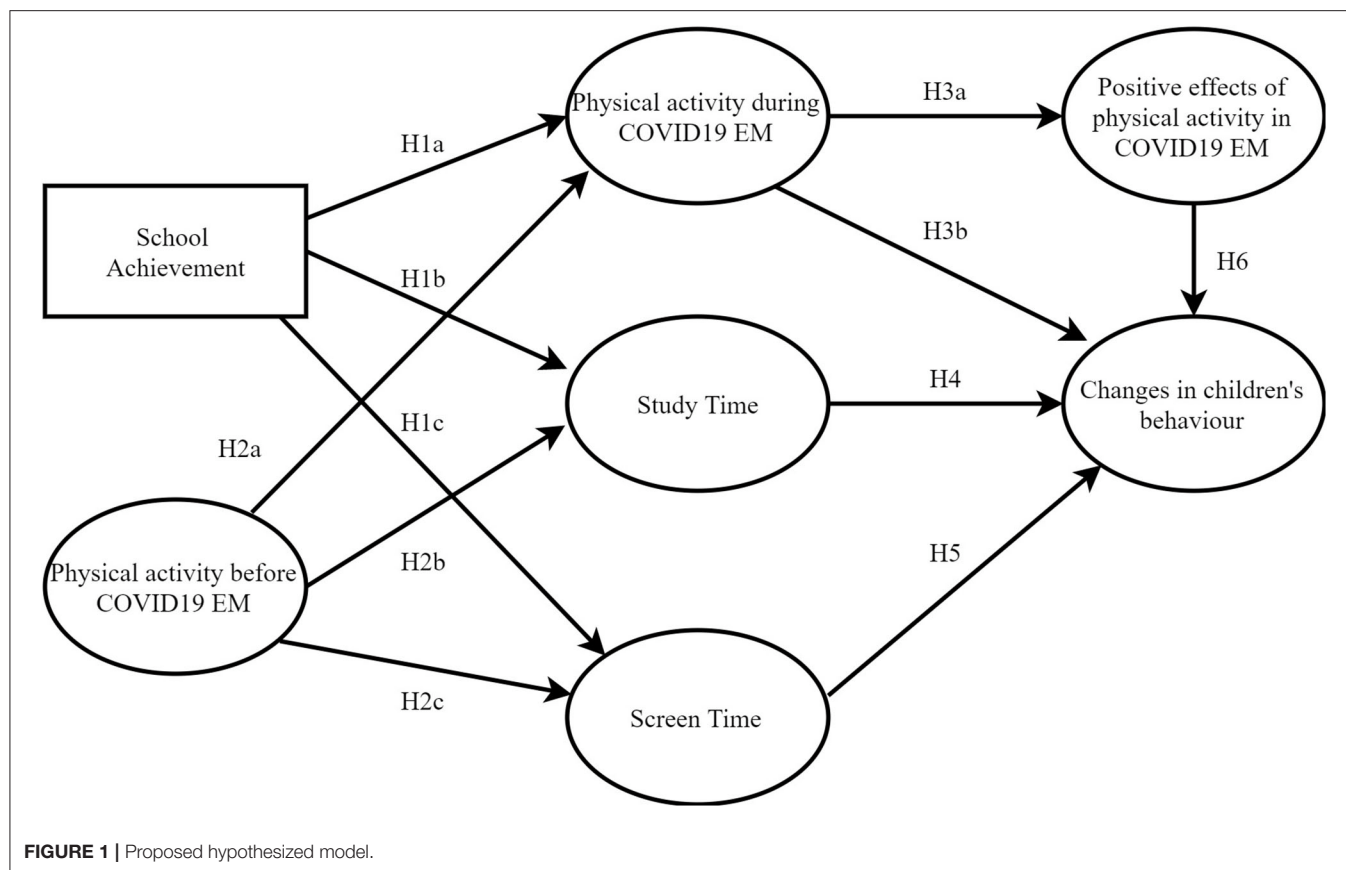 Physical activity during
COVID19 EM
H3a
Positive effects of
physical activity in
COVID19 EM
H1a
School
Achievement
H3b
H6
H1b
Study Time
H4
Changes in children's
behaviour
H1c
H2a
Physical activity before
COVID19 EM
H2b
H5
H2c
Screen Time
FIGURE 1 | Proposed hypothesized model.